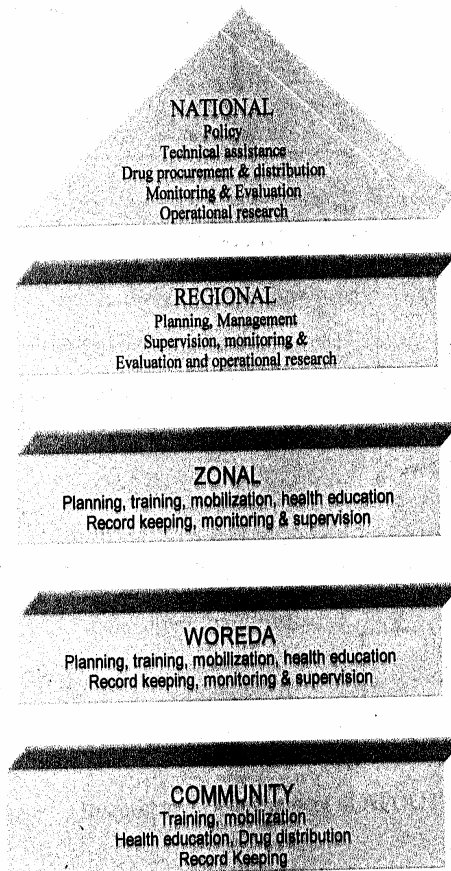 NATIONAL
Policy
Technical assistance
Drug procurement & distribution
Monitoring & Evaluation
Operational research
REGIONAL
Planning, Management
Supervision, monitoring &
Evaluation and operational research
ZONAL
Planning, training, mobilization, health education
Record keeping, monitoring & supervision
WOREDA
Planning, training, mobilization, health education
Record keeping, monitoring & supervision
COMMUNITY
Training, mobilization
Health education, Drug distribution
Record Keeping